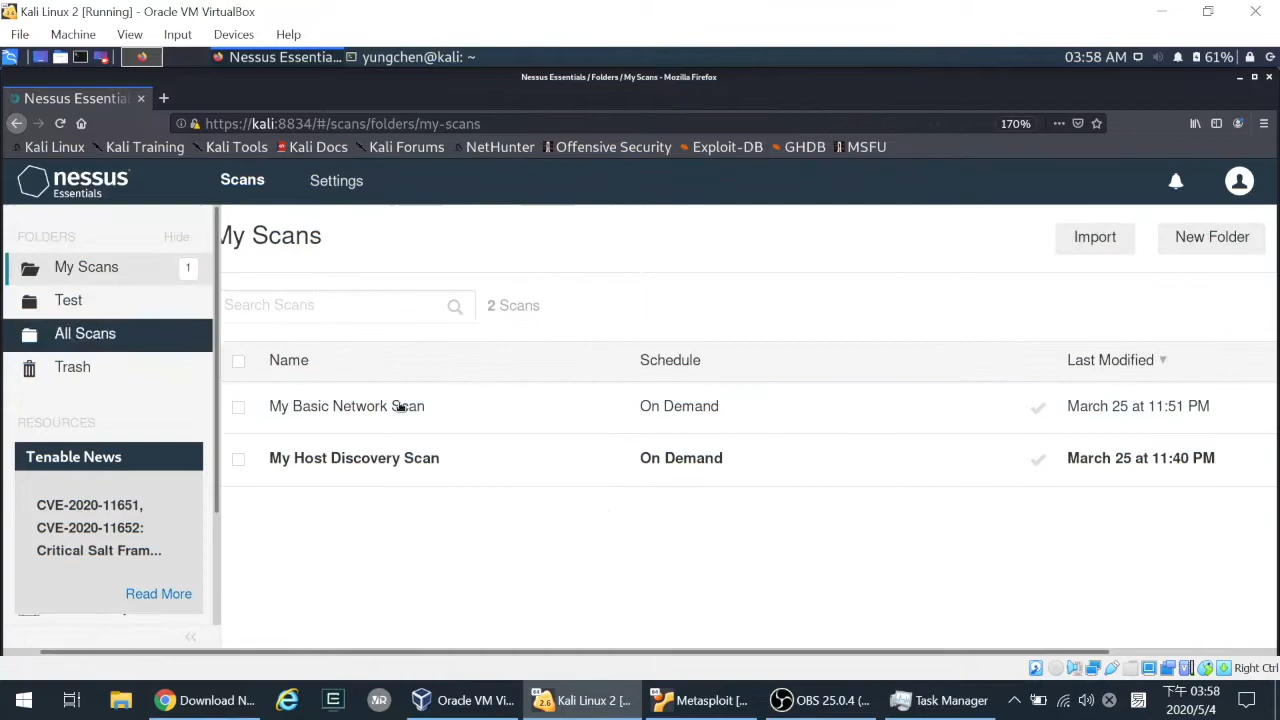 Kali Linux 2 [Running] - Oracle VM VirtualBox
File Machine View Input Devices Help
Nessus Essentia... yungchen@kali: ~ 03:58 AM 61%
Nessus Essentials / Folders / My Scans - Mozilla Firefox
Nessus Essentia
https://kali:8834/#/scans/folders/my-scans 170%
Kali Linux Kali Training Kali Tools Kali Docs Kali Forums NetHunter Offensive Security Exploit-DB GHDB MSFU
nessus Essentials Scans Settings
FOLDERS Hide
My Scans 1
Test
All Scans
Trash
RESOURCES
Tenable News
CVE-2020-11651,
CVE-2020-11652:
Critical Salt Fram...
Read More
My Scans Import New Folder
Search Scans 2 Scans
Name Schedule Last Modified
My Basic Network Scan On Demand March 25 at 11:51 PM
My Host Discovery Scan On Demand March 25 at 11:40 PM
Right Ctrl
Download N... Oracle VM Vi... Kali Linux 2 [... Metasploit [... OBS 25.0.4 (... Task Manager 下午 03:58
2020/5/4